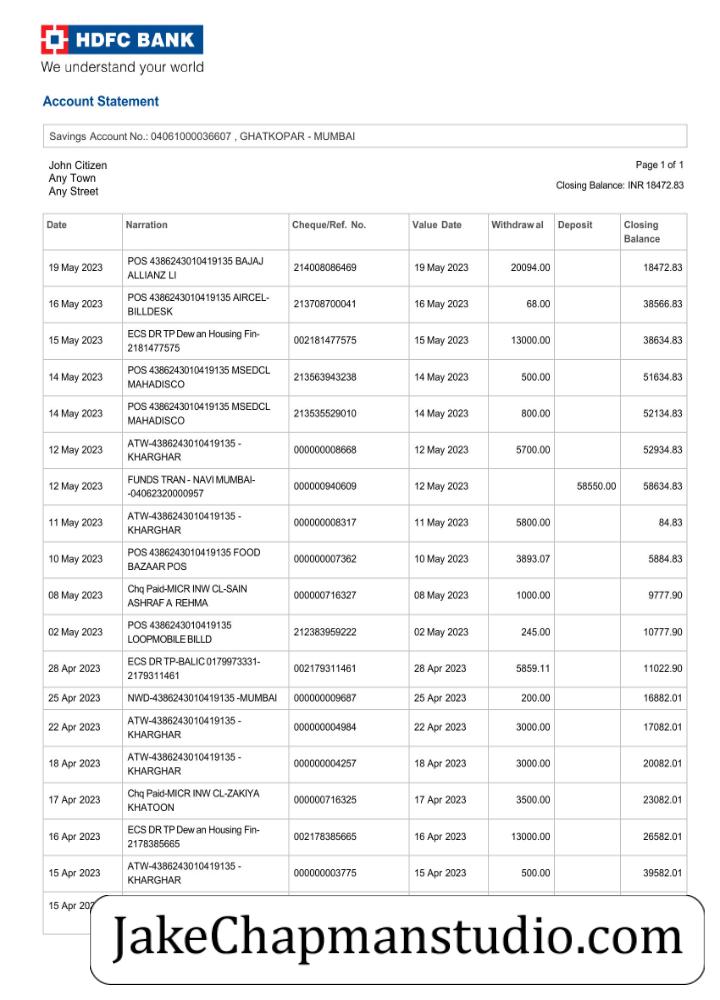 HDFC BANK
We understand your world
Account Statement
Savings Account No.: 04061000036607 , GHATKOPAR - MUMBAI
John Citizen
Any Town
Any Street
Page 1 of 1
Closing Balance: INR 18472.83
Date Narration Cheque/Ref. No. Value Date Withdrawal Deposit Closing
Balance
19 May 2023 POS 4386243010419135 BAJAJ
ALLIANZ LI 214008086469 19 May 2023 20094.00 18472.83
16 May 2023 POS 4386243010419135 AIRCEL-
BILLDESK 213708700041 16 May 2023 68.00 38566.83
15 May 2023 ECS DR TP Dew an Housing Fin-
2181477575 002181477575 15 May 2023 13000.00 38634.83
14 May 2023 POS 4386243010419135 MSEDCL
MAHADISCO 213563943238 14 May 2023 500.00 51634.83
14 May 2023 POS 4386243010419135 MSEDCL
MAHADISCO 213535529010 14 May 2023 800.00 52134.83
12 May 2023 ATW-4386243010419135 -
KHARGHAR 000000008668 12 May 2023 5700.00 52934.83
12 May 2023 FUNDS TRAN - NAVI MUMBAI-
-04062320000957 000000940609 12 May 2023 58550.00 58634.83
11 May 2023 ATW-4386243010419135 -
KHARGHAR 000000008317 11 May 2023 5800.00 84.83
10 May 2023 POS 4386243010419135 FOOD
BAZAAR POS 000000007362 10 May 2023 3893.07 5884.83
08 May 2023 Chq Paid-MICR INW CL-SAIN
ASHRAF A REHMA 000000716327 08 May 2023 1000.00 9777.90
02 May 2023 POS 4386243010419135
LOOPMOBILE BILLD 212383959222 02 May 2023 245.00 10777.90
28 Apr 2023 ECS DR TP-BALIC 0179973331-
2179311461 002179311461 28 Apr 2023 5859.11 11022.90
25 Apr 2023 NWD-4386243010419135 -MUMBAI 000000009687 25 Apr 2023 200.00 16882.01
22 Apr 2023 ATW-4386243010419135 -
KHARGHAR 000000004984 22 Apr 2023 3000.00 17082.01
18 Apr 2023 ATW-4386243010419135 -
KHARGHAR 000000004257 18 Apr 2023 3000.00 20082.01
17 Apr 2023 Chq Paid-MICR INW CL-ZAKIYA
KHATOON 000000716325 17 Apr 2023 3500.00 23082.01
16 Apr 2023 ECS DR TP Dew an Housing Fin-
2178385665 002178385665 16 Apr 2023 13000.00 26582.01
15 Apr 2023 ATW-4386243010419135 -
KHARGHAR 000000003775 15 Apr 2023 500.00 39582.01
15 Apr
JakeChapmanstudio.com